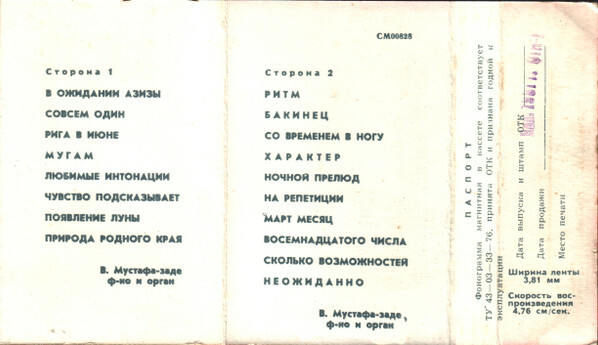 Сторона 1
В ОЖИДАНИИ АЗИЗЫ
СОВСЕМ ОДИН
РИГА В ИЮНЕ
МУГАМ
ЛЮБИМЫЕ ИНТОНАЦИИ
ЧУВСТВО ПОДСКАЗЫВАЕТ
ПОЯВЛЕНИЕ ЛУНЫ
ПРИРОДА РОДНОГО КРАЯ
В. Мустафа-заде
ф-но и орган
СМ00828
Сторона 2
РИТМ
БАКИНЕЦ
СО ВРЕМЕНЕМ В НОГУ
ХАРАКТЕР
НОЧНОЙ ПРЕЛЮД
НА РЕПЕТИЦИИ
МАРТ МЕСЯЦ
ВОСЕМНАДЦАТОГО ЧИСЛА
СКОЛЬКО ВОЗМОЖНОСТЕЙ
НЕОЖИДАННО
В. Мустафа-заде,
ф-но и орган
ПАСПОРТ
Фонограмма магнитная в кассете соответствует
ТУ 43—03—33—76, принята ОТК и признана годной к
эксплуатации
Дата выпуска и штамп ОТК
Дата продажи
Место печати
Ширина ленты
3,81 мм
Скорость вос-
произведения
4,76 см/сек.